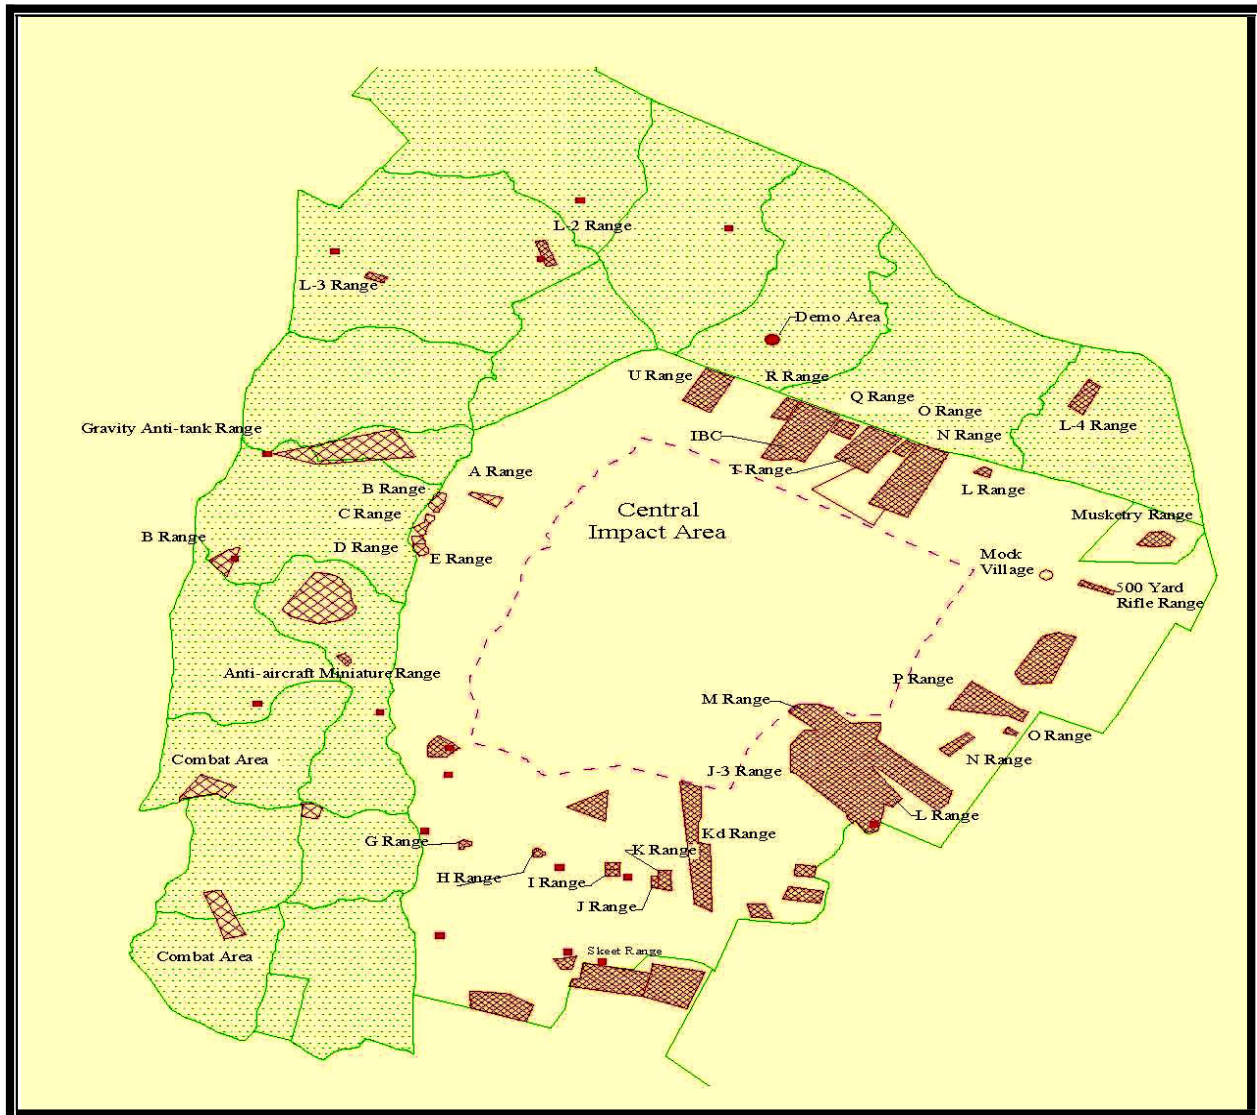 L-2 Range
L-3 Range
Demo Area
U Range
R Range
Q Range
O Range
N Range
L-4 Range
Gravity Anti-tank Range
IBC
T Range
A Range
L Range
B Range
C Range
Central
Impact Area
Musketry Range
B Range
D Range
E Range
Mock
Village
500 Yard
Rifle Range
Anti-aircraft Miniature Range
P Range
M Range
O Range
N Range
Combat Area
J-3 Range
L Range
Kd Range
G Range
K Range
H Range
I Range
J Range
Skeet Range
Combat Area